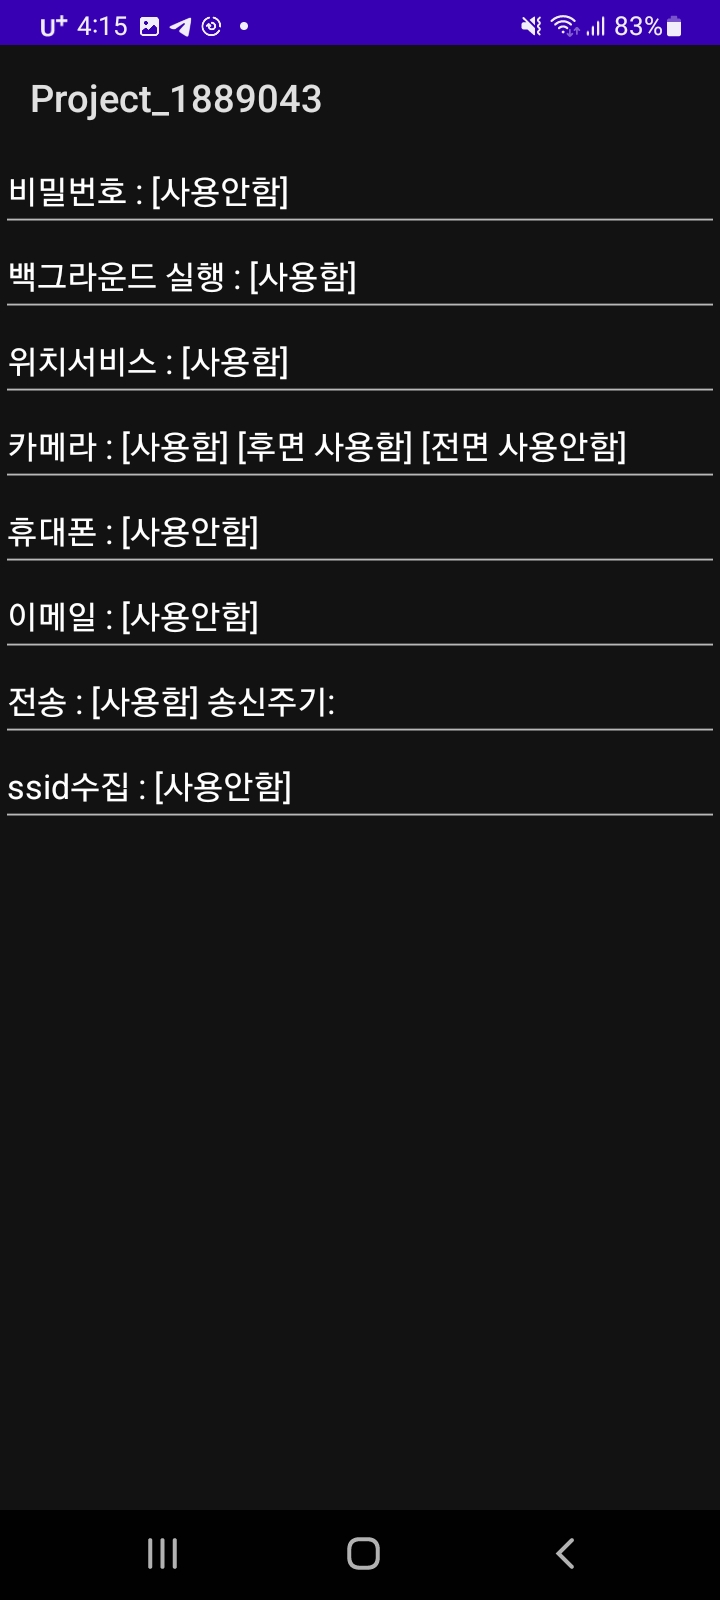 U+ 4:15 83%
Project_1889043
비밀번호 : [사용안함]
백그라운드 실행 : [사용함]
위치서비스 : [사용함]
카메라 : [사용함] [후면 사용함] [전면 사용안함]
휴대폰 : [사용안함]
이메일 : [사용안함]
전송 : [사용함] 송신주기:
ssid수집 : [사용안함]